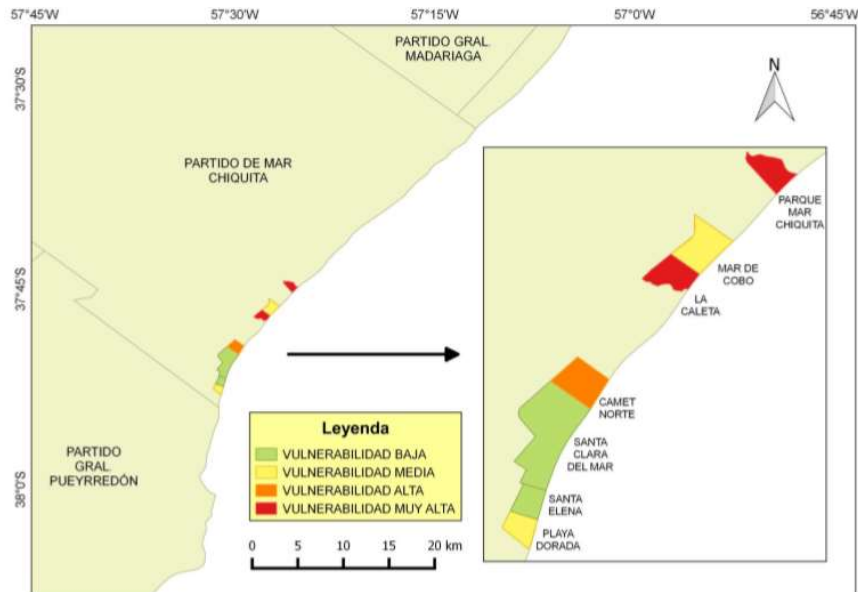 57°45'W
57°30'W
57°15'W
57°0'W
56°45'W
37°30'S
37°45'S
38°0'S
PARTIDO GRAL.
MADARIAGA
PARTIDO DE MAR
CHIQUITA
PARTIDO
GRAL.
PUEYRREDÓN
N
PARQUE
MAR
CHIQUITA
MAR DE
COBO
LA
CALETA
CAMET
NORTE
SANTA
CLARA
DEL MAR
SANTA
ELENA
PLAYA
DORADA
Leyenda
VULNERABILIDAD BAJA
VULNERABILIDAD MEDIA
VULNERABILIDAD ALTA
VULNERABILIDAD MUY ALTA
0 5 10 15 20 km